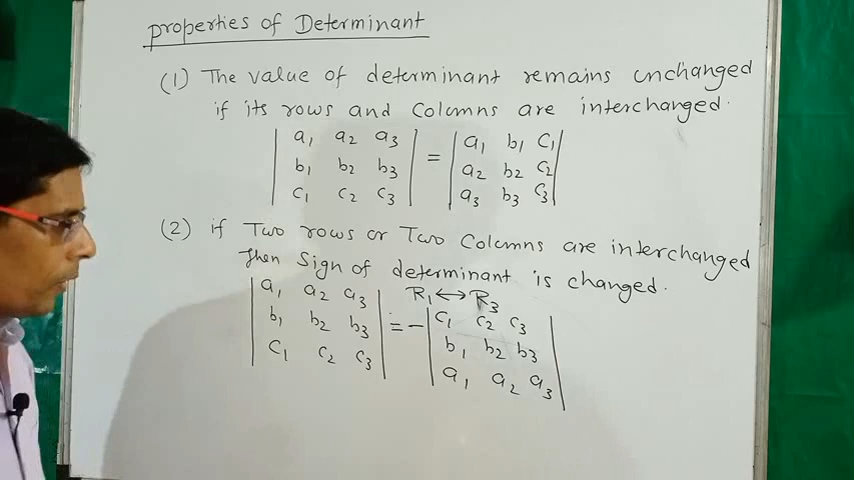 properties of Determinant
(1) The value of determinant remains unchanged
if its rows and Columns are interchanged.
| a₁ a₂ a₃ | | a₁ b₁ c₁ |
| b₁ b₂ b₃ | = | a₂ b₂ c₂ |
| c₁ c₂ c₃ | | a₃ b₃ c₃ |
(2) if Two rows or Two Columns are interchanged
Then Sign of determinant is changed.
R₁↔R₃
| a₁ a₂ a₃ | | c₁ c₂ c₃ |
| b₁ b₂ b₃ | = − | b₁ b₂ b₃ |
| c₁ c₂ c₃ | | a₁ a₂ a₃ |